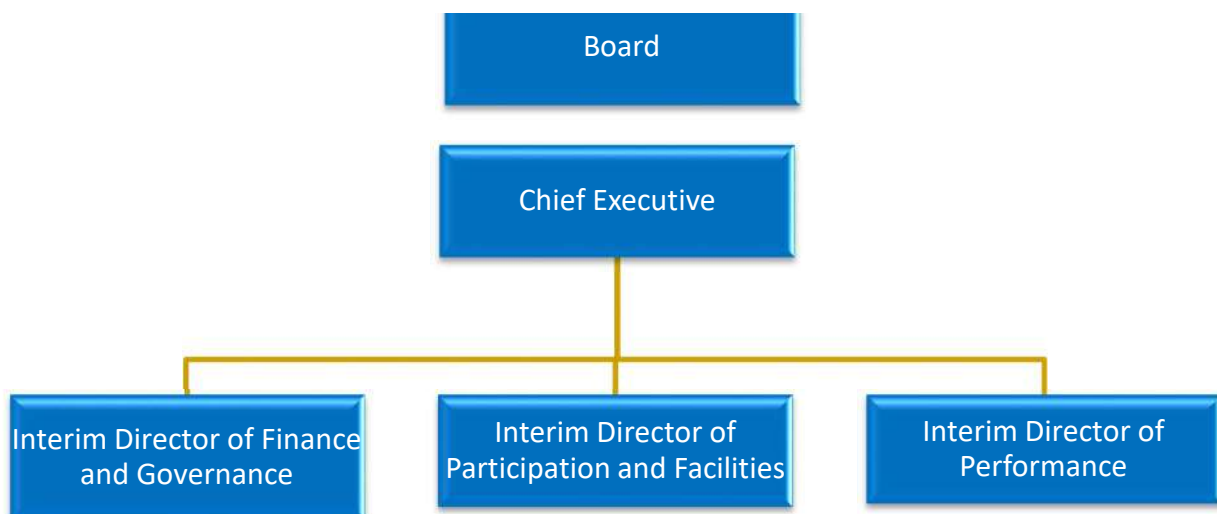 Board
Chief Executive
Interim Director of Finance
and Governance
Interim Director of
Participation and Facilities
Interim Director of
Performance